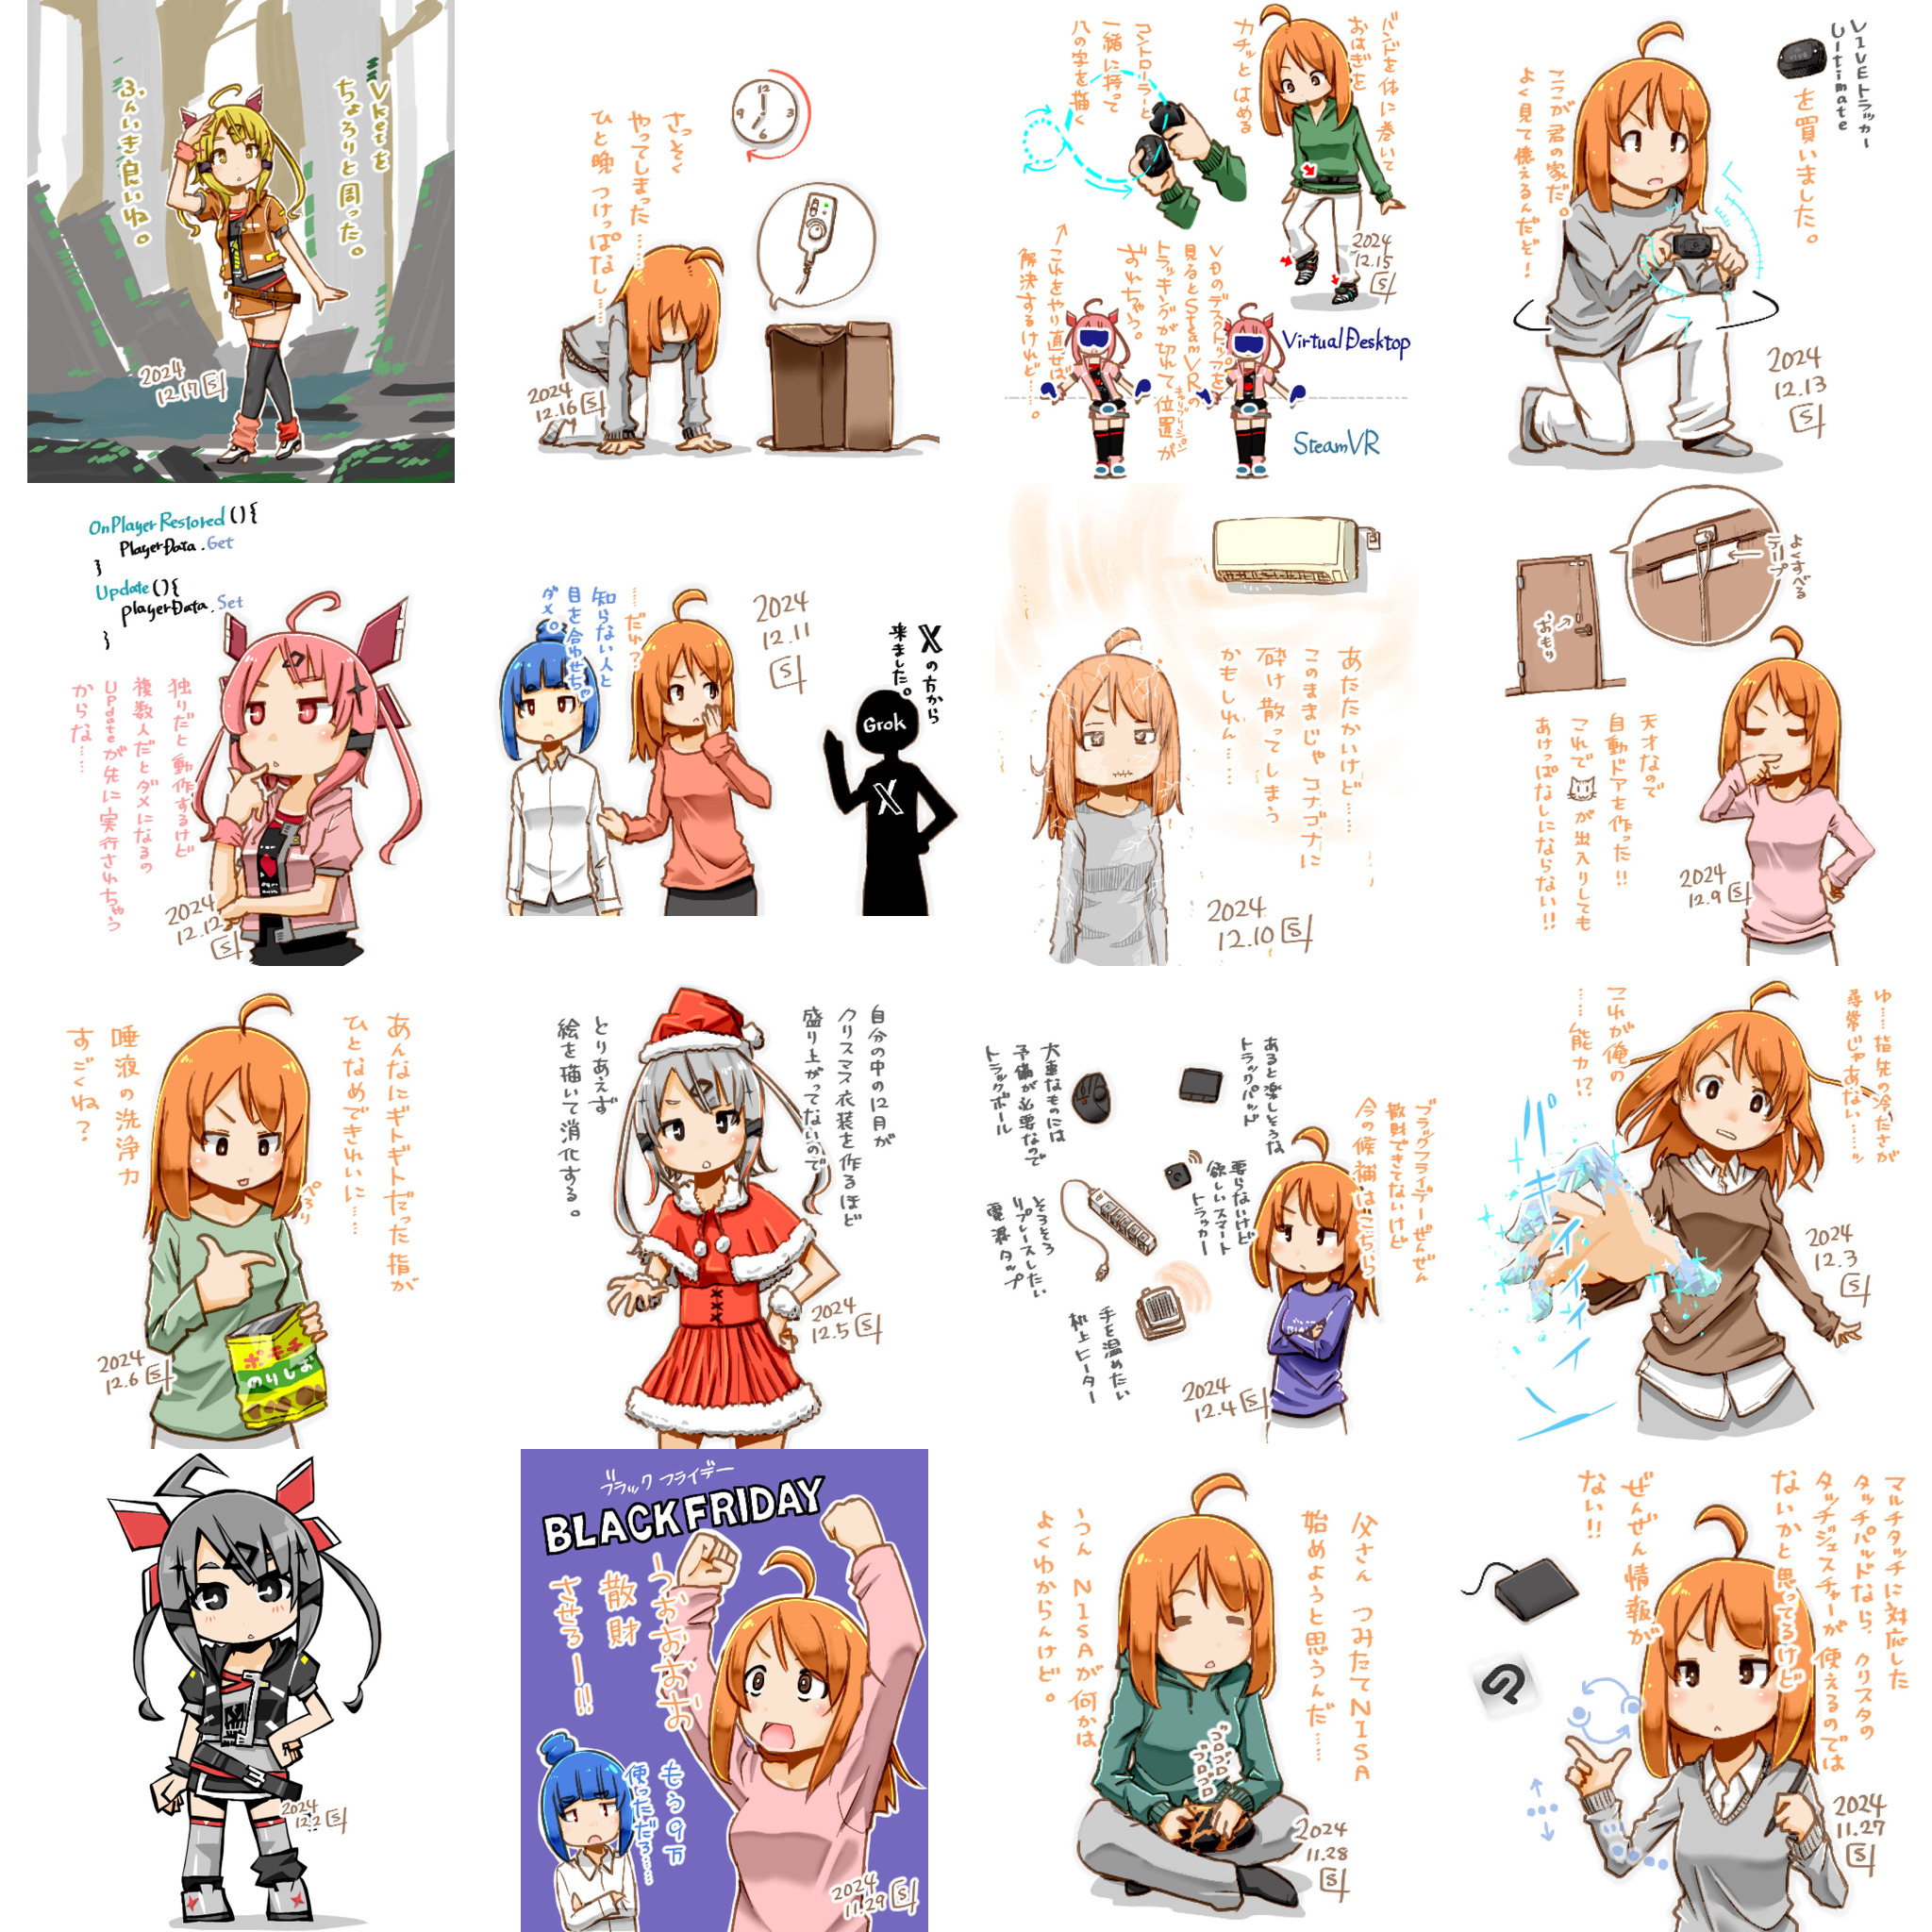 Vketを
ちょろりと周った。
ふんいき良いね。
2024
12.17
12
3
6
9
さっそく
やってしまった……
ひと晩 つけっぱなし……
2024
12.16
バンドを体に巻いて
おはぎを
カチッとはめる
コントローラーと
一緒に持って
八の字を描く
2024
12.15
VDのデスクトップを
見るとSteamVRの
トラッキングが切れて位置が
ずれちゃう。
↑これをやり直せば
解決するけれど……。
VirtualDesktop
SteamVR
VIVEトラッカー
Ultimate
を買いました。
ここが君の家だ。
よく見て憶えるんだぞ!
2024
12.13
OnPlayerRestored(){
PlayerData.Get
}
Update(){
playerData.Set
}
独りだと動作するけど
複数人だとダメになるの
Updateが先に実行されちゃう
からな……
2024
12.12
……だれ?
知らない人と
目を合わせちゃ
ダメ。
2024
12.11
Xの方から
来ました。
Grok
X
あたたかいけど……
このままじゃコナゴナに
砕け散ってしまう
かもしれん……
2024
12.10
よくすべる
テープ
おもり
天才なので
自動ドアを作った!!
これで が出入りしても
あけっぱなしにならない!!
2024
12.9
あんなにギトギトだった指が
ひとなめできれいに……
唾液の洗浄力
すごくね?
ぺろり
ポテチ
のりしお
2024
12.6
自分の中の12月が
クリスマス衣装を作るほど
盛り上がってないので
とりあえず
絵を描いて消化する。
2024
12.5
ブラックフライデーぜんぜん
散財できてないけど
今の候補はこちら
あると楽しそうな
トラックパッド
大事なものには
予備が必要なので
トラックボール
要らないけど
欲しいスマート
トラッカー
そろそろ
リプレースしたい
電源タップ
手を温めたい
机上ヒーター
2024
12.4
ゆ……指先の冷たさが
尋常じゃあない……ッ
これが俺の
……能力!?
パキィィイイイン
2024
12.3
2024
12.2
ブラックフライデー
BLACK FRIDAY
うおおおお
散財
させろー!!
もう9万
使っただろ……
2024
11.29
父さん つみたてNISA
始めようと思うんだ……
うん NISAが何かは
よくわからんけど。
ゴロゴロゴロゴロ
2024
11.28
マルチタッチに対応した
タッチパッドなら、クリスタの
タッチジェスチャーが使えるのでは
ないかと思ってるけど
ぜんぜん情報が
ない!!
2024
11.27